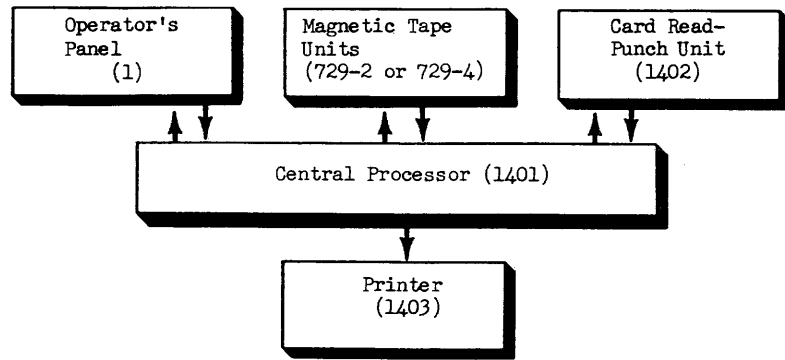 Operator's
Panel
(1)
Magnetic Tape
Units
(729-2 or 729-4)
Card Read-
Punch Unit
(1402)
Central Processor (1401)
Printer
(1403)